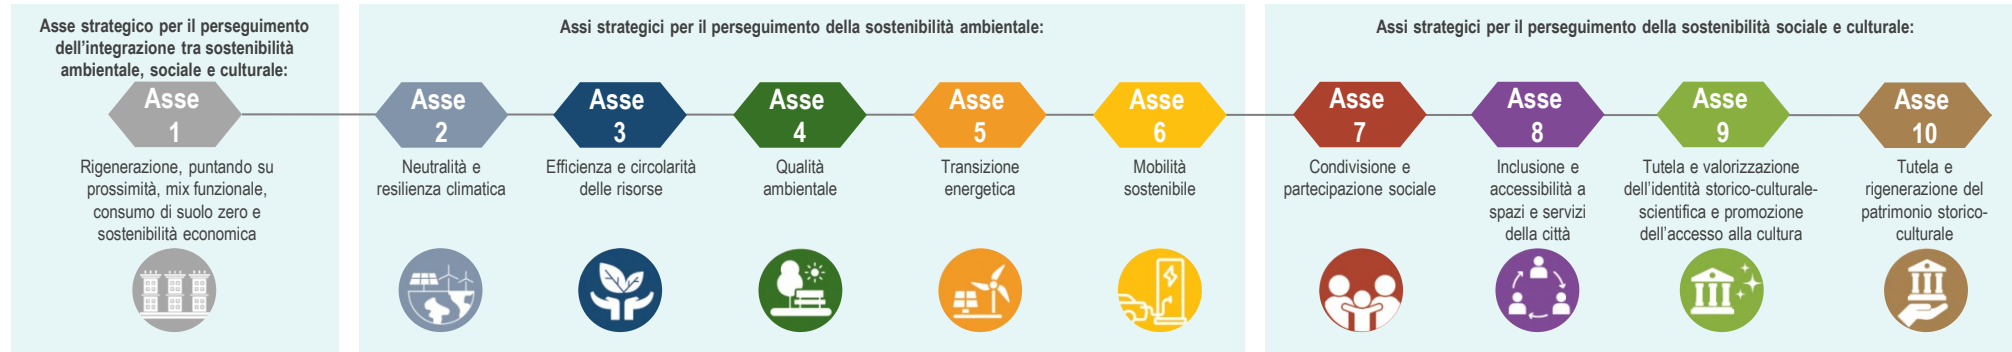 Asse strategico per il perseguimento
dell'integrazione tra sostenibilità
ambientale, sociale e culturale:
Asse
1
Rigenerazione, puntando su
prossimità, mix funzionale,
consumo di suolo zero e
sostenibilità economica
Assi strategici per il perseguimento della sostenibilità ambientale:
Asse
2
Neutralità e
resilienza climatica
Asse
3
Efficienza e circolarità
delle risorse
Asse
4
Qualità
ambientale
Asse
5
Transizione
energetica
Asse
6
Mobilità
sostenibile
Assi strategici per il perseguimento della sostenibilità sociale e culturale:
Asse
7
Condivisione e
partecipazione sociale
Asse
8
Inclusione e
accessibilità a
spazi e servizi
della città
Asse
9
Tutela e valorizzazione
dell'identità storico-culturale-
scientifica e promozione
dell'accesso alla cultura
Asse
10
Tutela e
rigenerazione del
patrimonio storico-
culturale